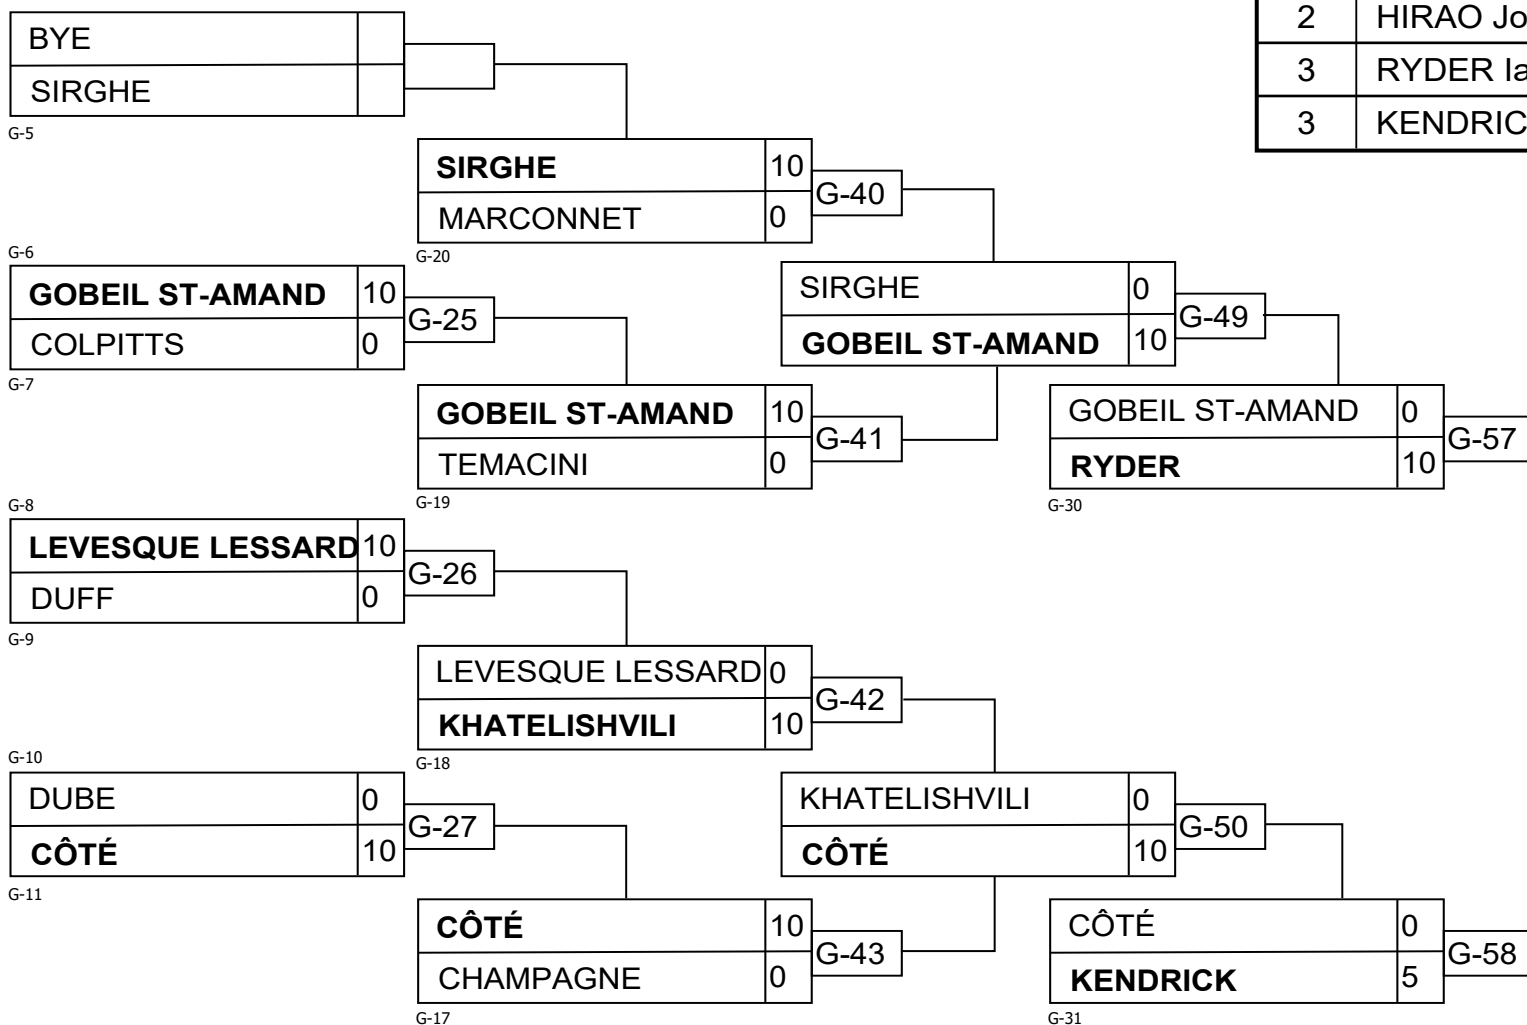 2 HIRAO Jo
3 RYDER Ia
3 KENDRIC
BYE
SIRGHE
G-5
SIRGHE 10
MARCONNET 0
G-40
G-20
G-6
GOBEIL ST-AMAND 10
COLPITTS 0
G-25
G-7
SIRGHE 0
GOBEIL ST-AMAND 10
G-49
GOBEIL ST-AMAND 10
TEMACINI 0
G-41
G-19
GOBEIL ST-AMAND 0
RYDER 10
G-57
G-30
G-8
LEVESQUE LESSARD 10
DUFF 0
G-26
G-9
LEVESQUE LESSARD 0
KHATELISHVILI 10
G-42
G-18
G-10
DUBE 0
CÔTÉ 10
G-27
G-11
KHATELISHVILI 0
CÔTÉ 10
G-50
CÔTÉ 10
CHAMPAGNE 0
G-43
G-17
CÔTÉ 0
KENDRICK 5
G-58
G-31